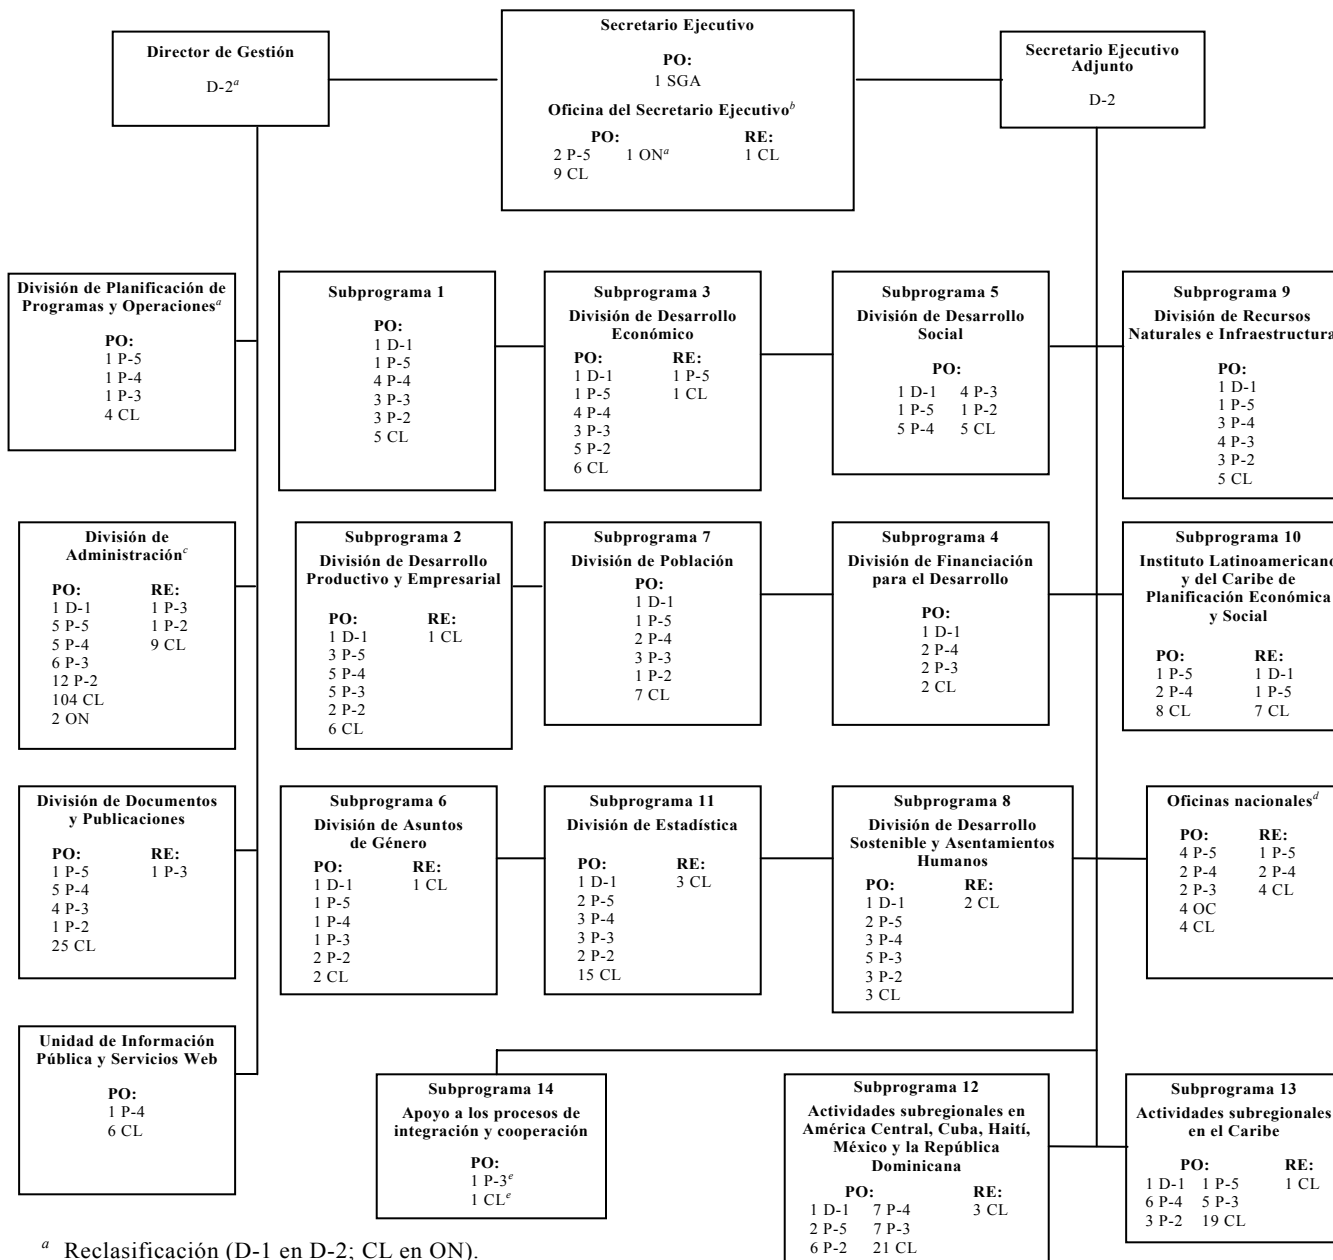 Director de Gestión
D-2a
Secretario Ejecutivo
PO:
1 SGA
Oficina del Secretario Ejecutivob
PO: RE:
2 P-5 1 ONa 1 CL
9 CL
Secretario Ejecutivo
Adjunto
D-2
División de Planificación de
Programas y Operacionesa
PO:
1 P-5
1 P-4
1 P-3
4 CL
Subprograma 1
PO:
1 D-1
1 P-5
4 P-4
3 P-3
3 P-2
5 CL
Subprograma 3
División de Desarrollo
Económico
PO: RE:
1 D-1 1 P-5
1 P-5 1 CL
4 P-4
3 P-3
5 P-2
6 CL
Subprograma 5
División de Desarrollo
Social
PO:
1 D-1 4 P-3
1 P-5 1 P-2
5 P-4 5 CL
Subprograma 9
División de Recursos
Naturales e Infraestructura
PO:
1 D-1
1 P-5
3 P-4
4 P-3
3 P-2
5 CL
División de
Administraciónc
PO: RE:
1 D-1 1 P-3
5 P-5 1 P-2
5 P-4 9 CL
6 P-3
12 P-2
104 CL
2 ON
Subprograma 2
División de Desarrollo
Productivo y Empresarial
PO: RE:
1 D-1 1 CL
3 P-5
5 P-4
5 P-3
2 P-2
6 CL
Subprograma 7
División de Población
PO:
1 D-1
1 P-5
2 P-4
3 P-3
1 P-2
7 CL
Subprograma 4
División de Financiación
para el Desarrollo
PO:
1 D-1
2 P-4
2 P-3
2 CL
Subprograma 10
Instituto Latinoamericano
y del Caribe de
Planificación Económica
y Social
PO: RE:
1 P-5 1 D-1
2 P-4 1 P-5
8 CL 7 CL
División de Documentos
y Publicaciones
PO: RE:
1 P-5 1 P-3
5 P-4
4 P-3
1 P-2
25 CL
Subprograma 6
División de Asuntos
de Género
PO: RE:
1 D-1 1 CL
1 P-5
1 P-4
1 P-3
2 P-2
2 CL
Subprograma 11
División de Estadística
PO: RE:
1 D-1 3 CL
2 P-5
3 P-4
3 P-3
2 P-2
15 CL
Subprograma 8
División de Desarrollo
Sostenible y Asentamientos
Humanos
PO: RE:
1 D-1 2 CL
2 P-5
3 P-4
5 P-3
3 P-2
3 CL
Oficinas nacionalesd
PO: RE:
4 P-5 1 P-5
2 P-4 2 P-4
2 P-3 4 CL
4 OC
4 CL
Unidad de Información
Pública y Servicios Web
PO:
1 P-4
6 CL
Subprograma 14
Apoyo a los procesos de
integración y cooperación
PO:
1 P-3e
1 CLe
Subprograma 12
Actividades subregionales en
América Central, Cuba, Haití,
México y la República
Dominicana
PO: RE:
1 D-1 7 P-4 3 CL
2 P-5 7 P-3
6 P-2 21 CL
Subprograma 13
Actividades subregionales
en el Caribe
PO: RE:
1 D-1 1 P-5 1 CL
6 P-4 5 P-3
3 P-2 19 CL
a Reclasificación (D-1 en D-2; CL en ON).